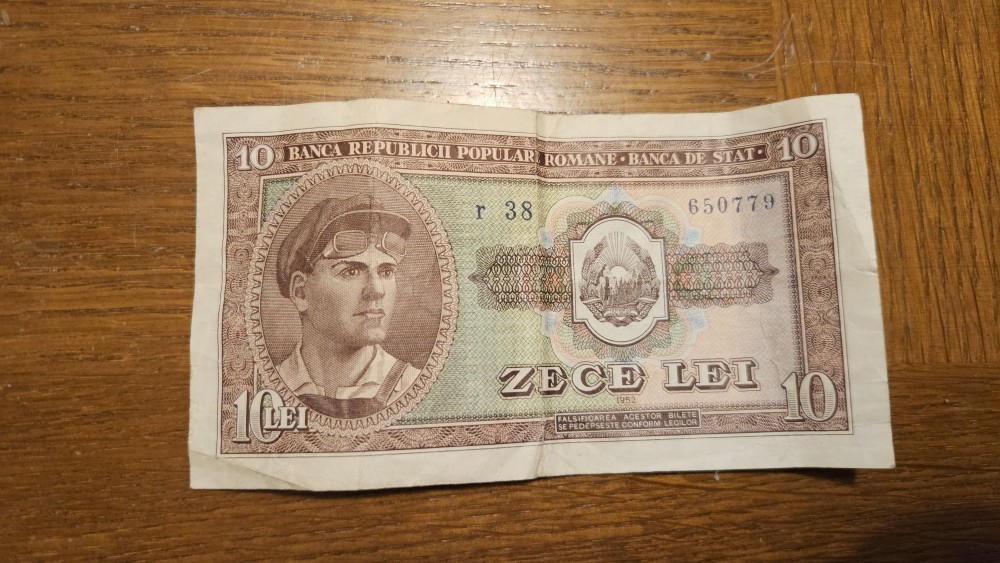 10 BANCA REPUBLICII POPULARE ROMANE · BANCA DE STAT · 10
r 38 650779
ZECE LEI
1952
10 LEI
FALSIFICAREA ACESTOR BILETE
SE PEDEPSESTE CONFORM LEGILOR
10